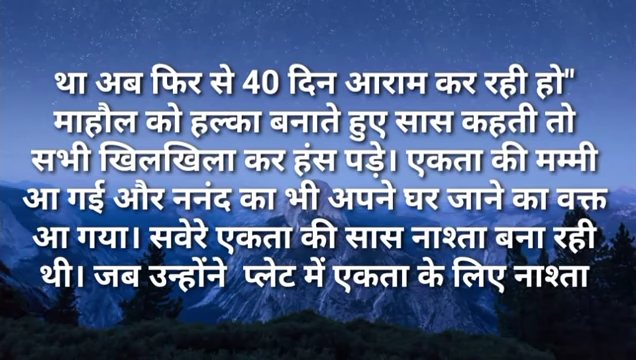 था अब फिर से 40 दिन आराम कर रही हो"
माहौल को हल्का बनाते हुए सास कहती तो
सभी खिलखिला कर हंस पड़े। एकता की मम्मी
आ गई और ननंद का भी अपने घर जाने का वक्त
आ गया। सवेरे एकता की सास नाश्ता बना रही
थी। जब उन्होंने प्लेट में एकता के लिए नाश्ता